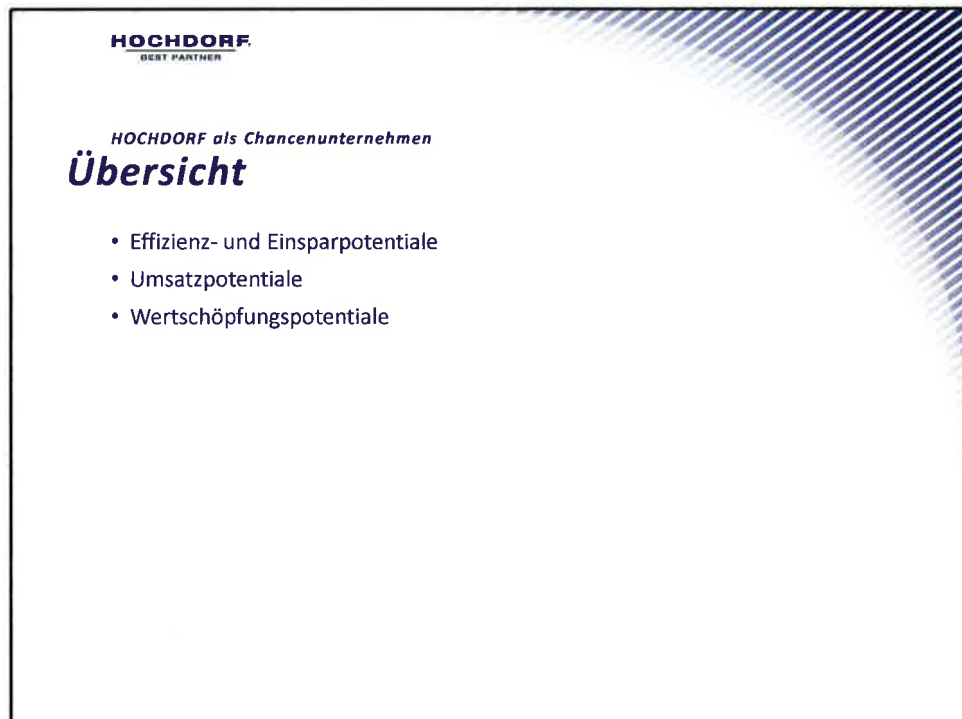 HOCHDORF
BEST PARTNER
HOCHDORF als Chancenunternehmen
Übersicht
• Effizienz- und Einsparpotentiale
• Umsatzpotentiale
• Wertschöpfungspotentiale